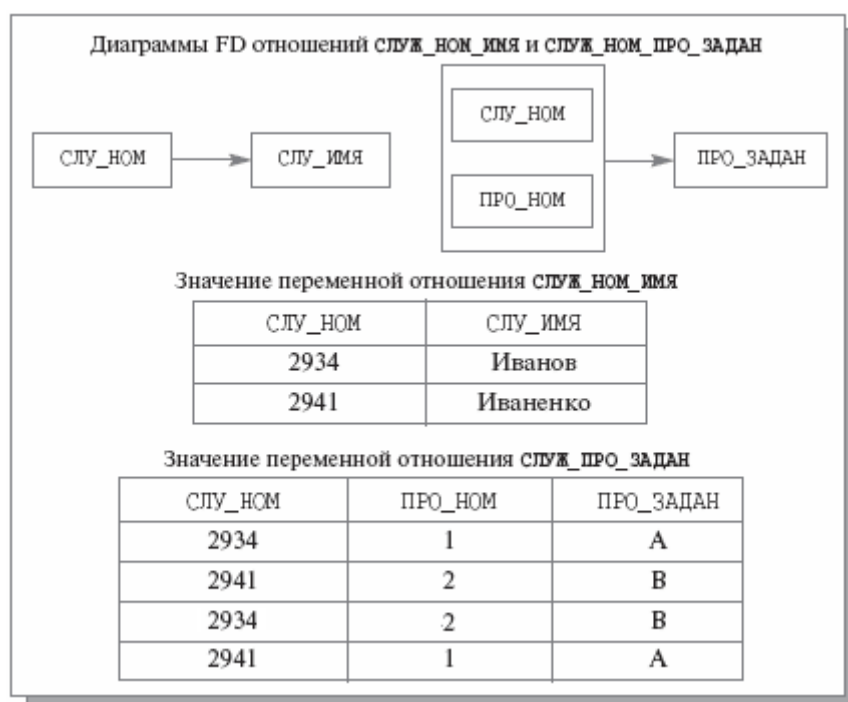 Диаграммы FD отношений СЛУЖ_НОМ_ИМЯ и СЛУЖ_НОМ_ПРО_ЗАДАН
СЛУ_НОМ
СЛУ_ИМЯ
СЛУ_НОМ
ПРО_НОМ
ПРО_ЗАДАН
Значение переменной отношения СЛУЖ_НОМ_ИМЯ
СЛУ_НОМ СЛУ_ИМЯ
2934 Иванов
2941 Иваненко
Значение переменной отношения СЛУЖ_ПРО_ЗАДАН
СЛУ_НОМ ПРО_НОМ ПРО_ЗАДАН
2934 1 A
2941 2 B
2934 2 B
2941 1 A